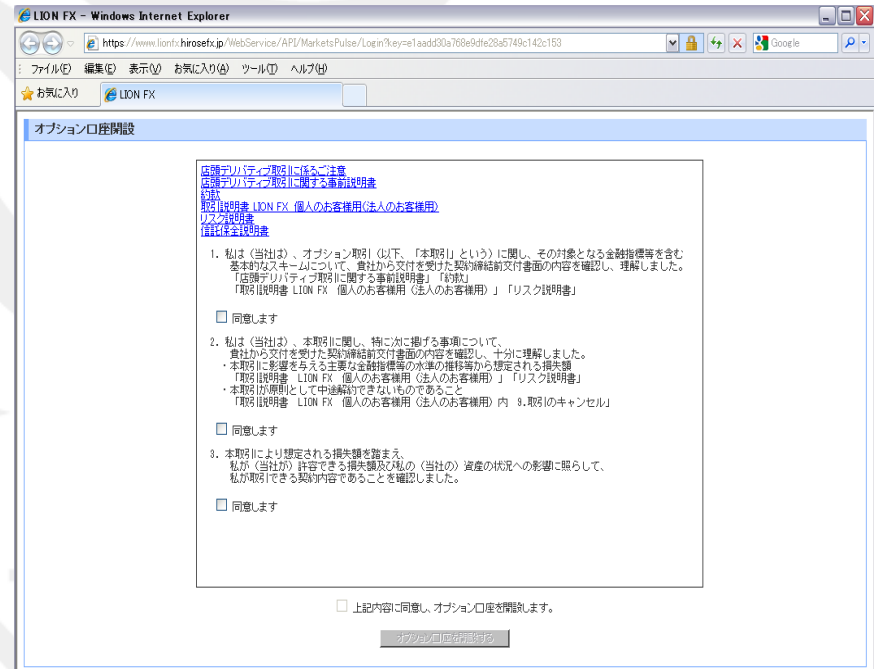 LION FX - Windows Internet Explorer
https://www.lionfx.hirosefx.jp/WebService/API/MarketsPulse/Login?key=e1aadd30a768e9dfe28a5749c142c153
Google
ファイル(F) 編集(E) 表示(V) お気に入り(A) ツール(T) ヘルプ(H)
お気に入り LION FX
オプション口座開設
店頭デリバティブ取引に係るご注意
店頭デリバティブ取引に関する事前説明書
約款
取引説明書 LION FX 個人のお客様用(法人のお客様用)
リスク説明書
信託保全説明書
1. 私は（当社は）、オプション取引（以下、「本取引」という）に関し、その対象となる金融指標等を含む
基本的なスキームについて、貴社から交付を受けた契約締結前交付書面の内容を確認し、理解しました。
「店頭デリバティブ取引に関する事前説明書」「約款」
「取引説明書 LION FX 個人のお客様用（法人のお客様用）」「リスク説明書」
同意します
2. 私は（当社は）、本取引に関し、特に次に掲げる事項について、
貴社から交付を受けた契約締結前交付書面の内容を確認し、十分に理解しました。
・本取引に影響を与える主要な金融指標等の水準の推移等から想定される損失額
「取引説明書 LION FX 個人のお客様用（法人のお客様用）」「リスク説明書」
・本取引が原則として中途解約できないものであること
「取引説明書 LION FX 個人のお客様用（法人のお客様用）内 9.取引のキャンセル」
同意します
3. 本取引により想定される損失額を踏まえ、
私が（当社が）許容できる損失額及び私の（当社の）資産の状況への影響に照らして、
私が取引できる契約内容であることを確認しました。
同意します
上記内容に同意し、オプション口座を開設します。
オプション口座を開設する